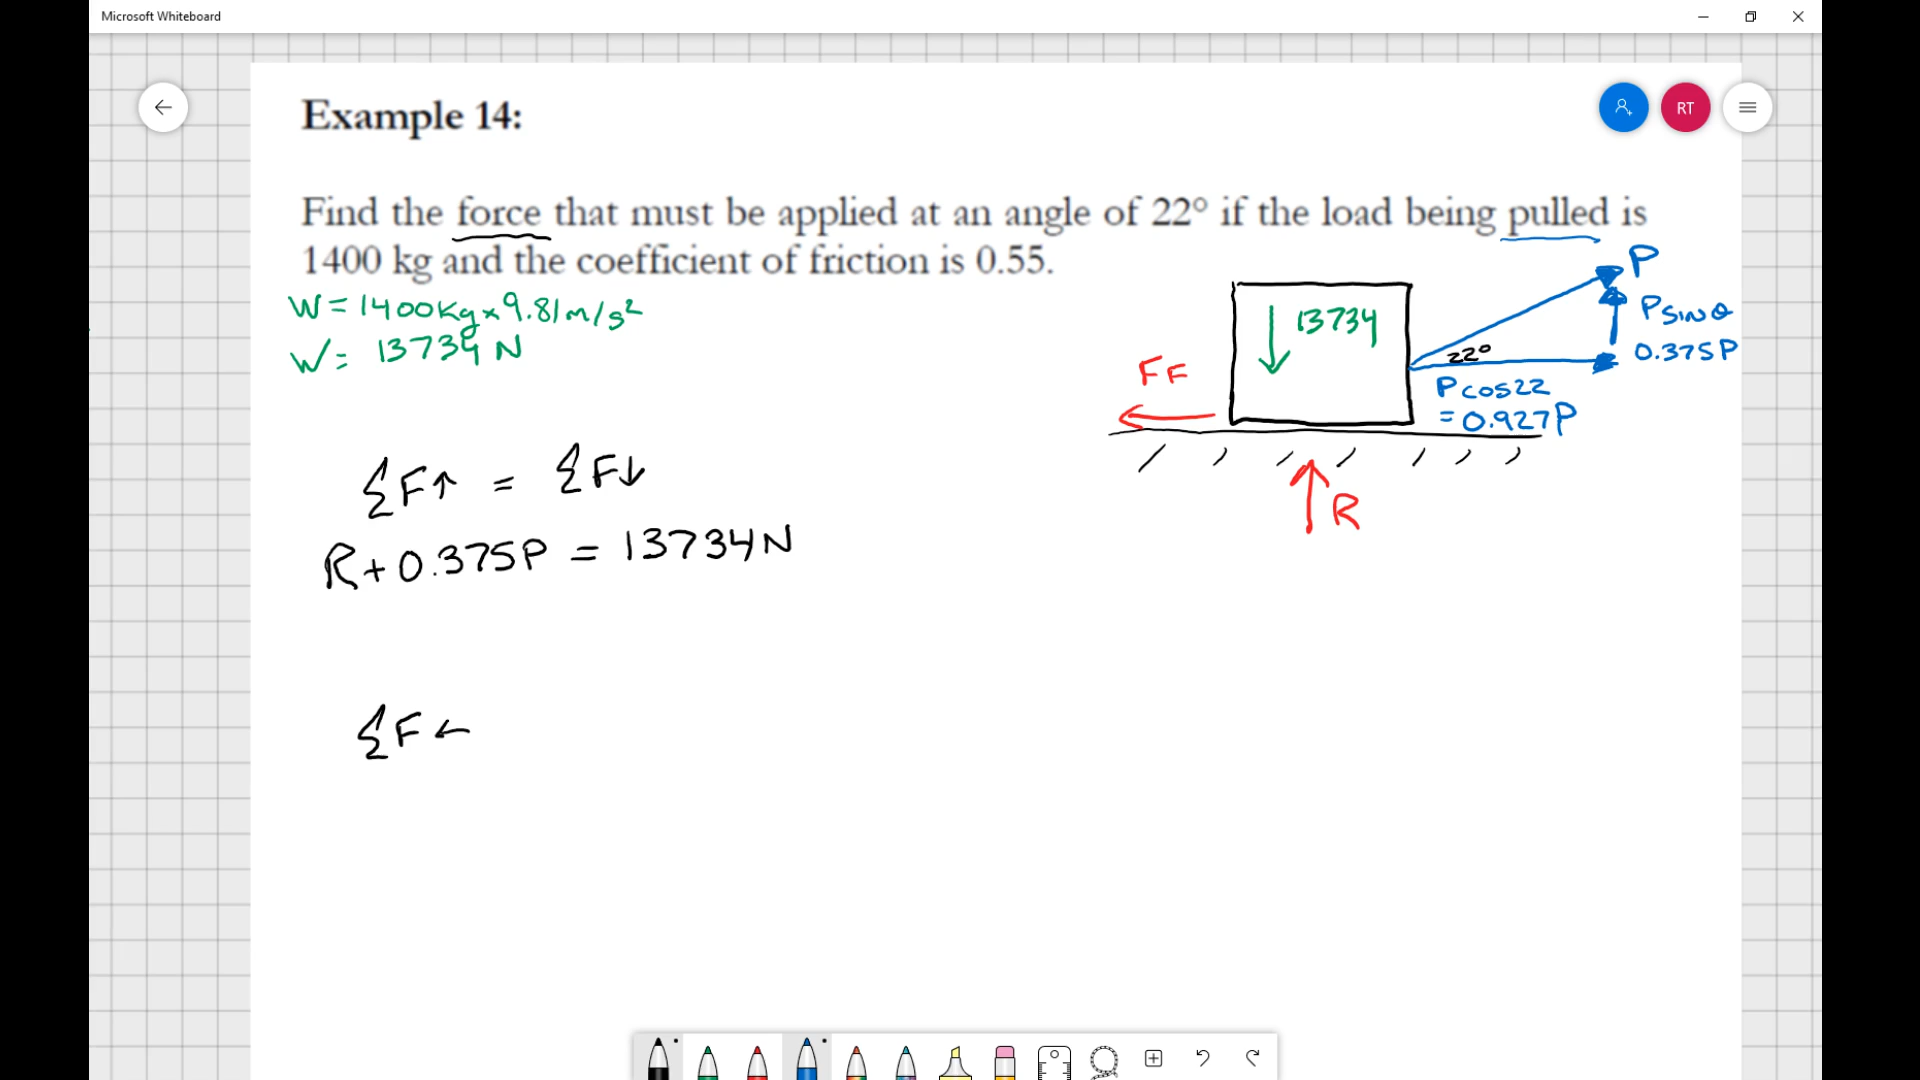 Microsoft Whiteboard
RT
Example 14:
Find the force that must be applied at an angle of 22° if the load being pulled is
1400 kg and the coefficient of friction is 0.55.
W = 1400Kg × 9.81m/s²
W = 13734 N
13734
FF
R
22°
P
Psinθ
0.375P
Pcos22
= 0.927P
ΣF↑ = ΣF↓
R + 0.375P = 13734N
ΣF←